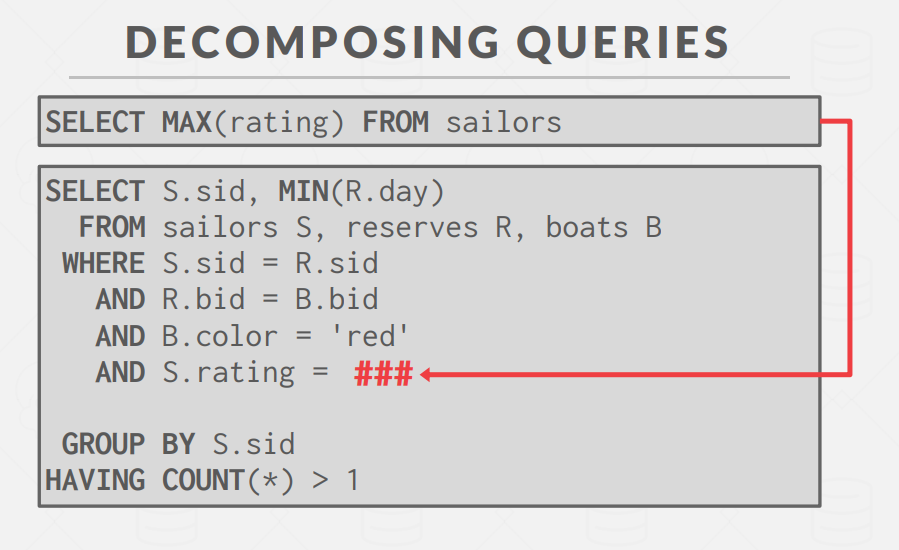 DECOMPOSING QUERIES
SELECT MAX(rating) FROM sailors
SELECT S.sid, MIN(R.day)
FROM sailors S, reserves R, boats B
WHERE S.sid = R.sid
AND R.bid = B.bid
AND B.color = 'red'
AND S.rating = ###
GROUP BY S.sid
HAVING COUNT(*) > 1